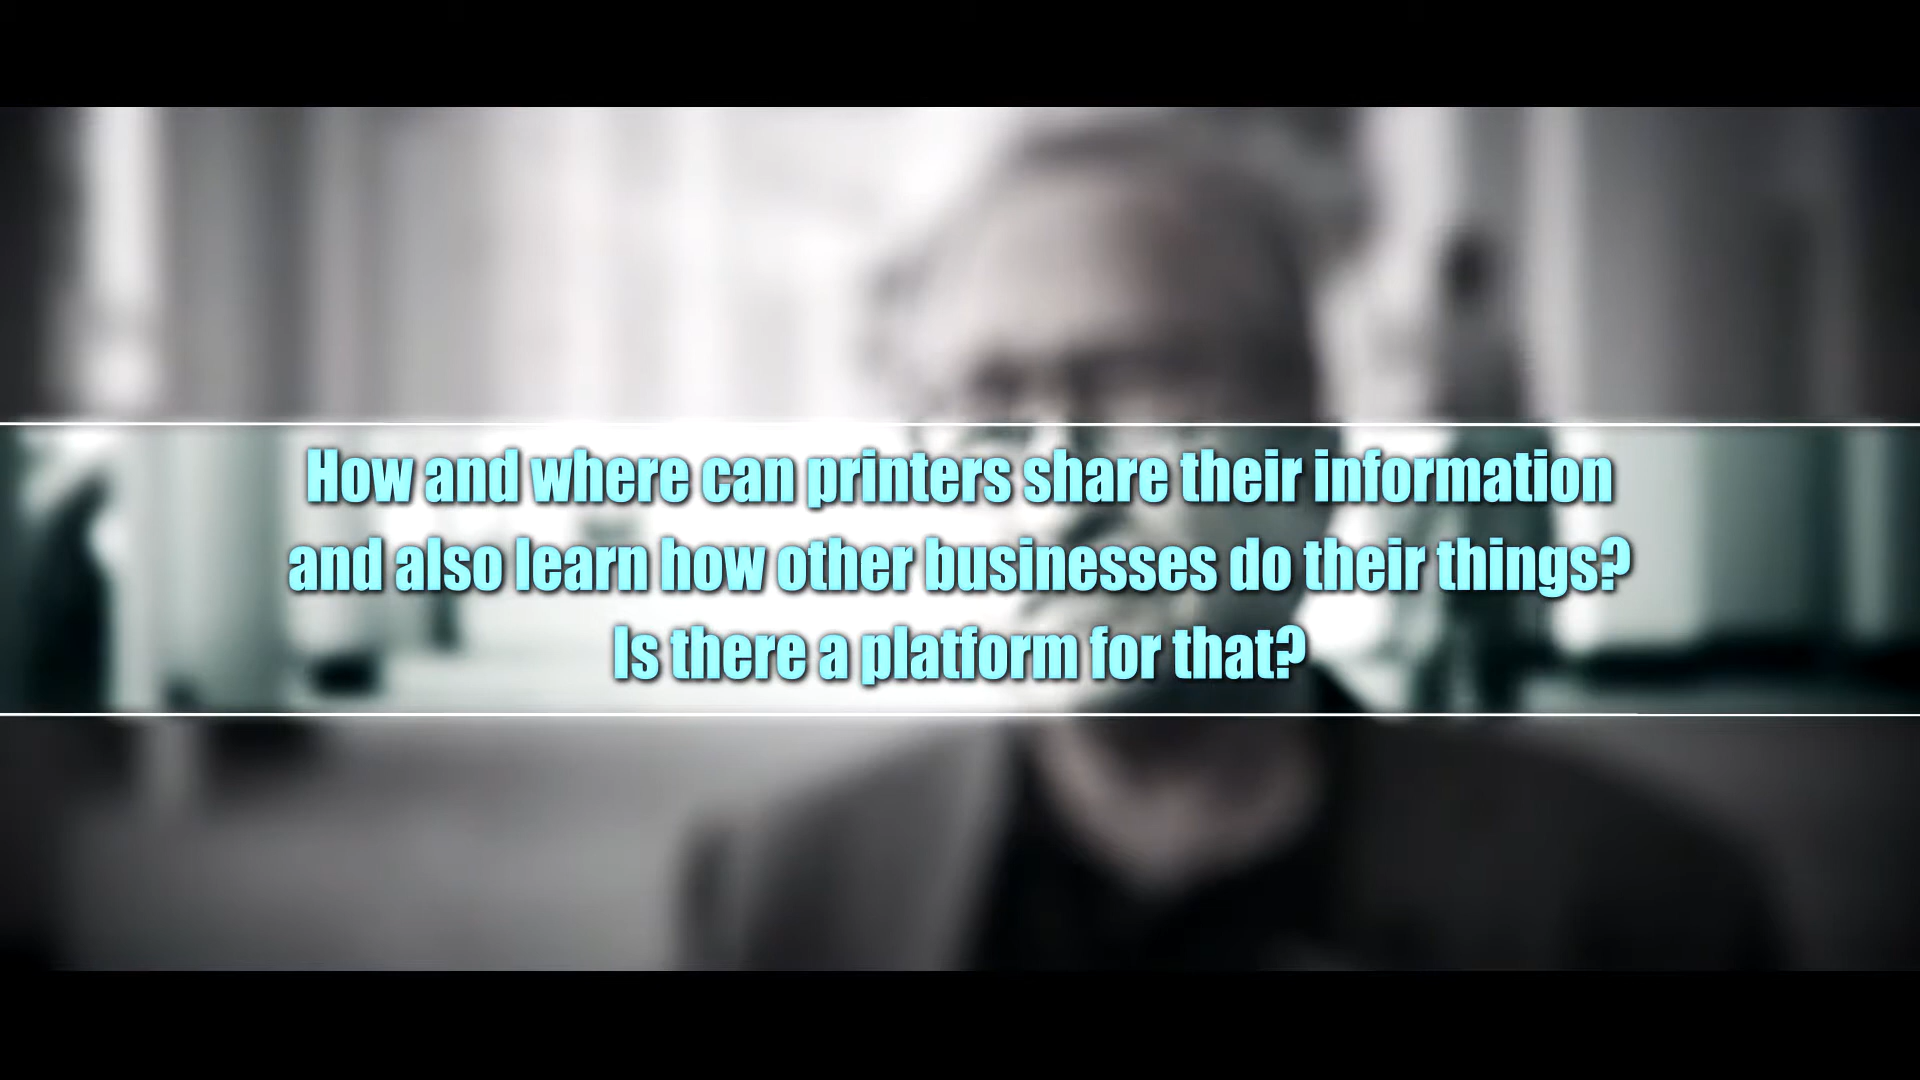 How and where can printers share their information
and also learn how other businesses do their things?
Is there a platform for that?